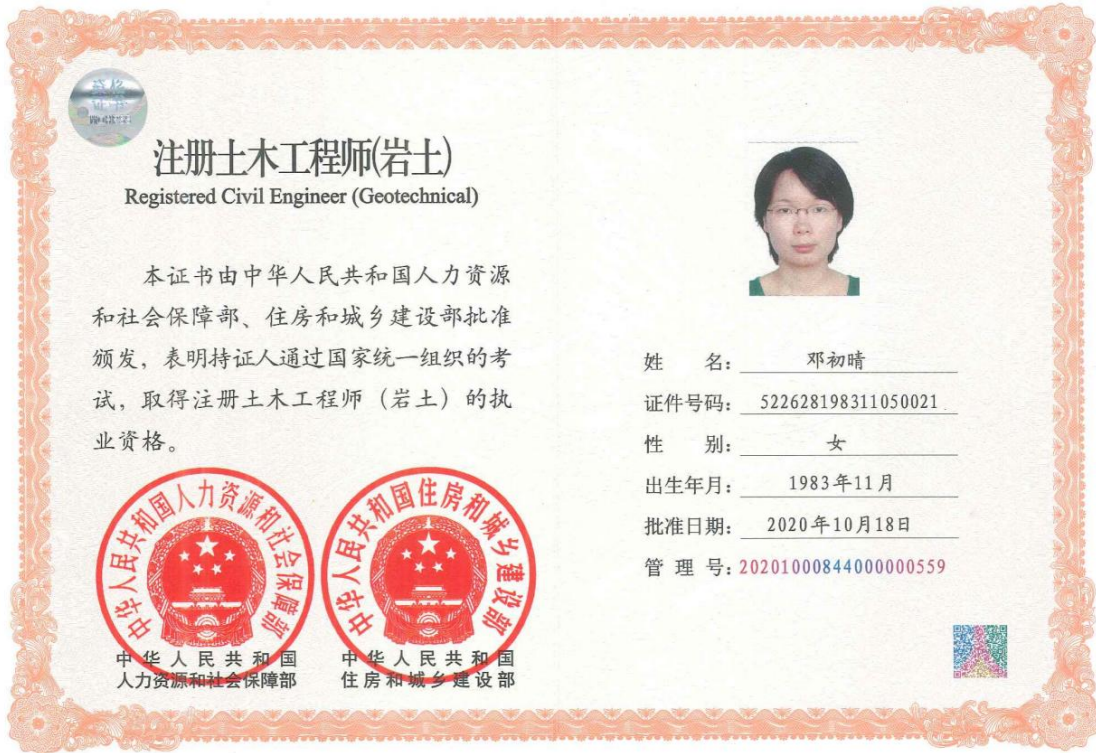 注册土木工程师(岩土)
Registered Civil Engineer (Geotechnical)
本证书由中华人民共和国人力资源
和社会保障部、住房和城乡建设部批准
颁发，表明持证人通过国家统一组织的考
试，取得注册土木工程师（岩土）的执
业资格。
中华人民共和国人力资源和社会保障部
中华人民共和国住房和城乡建设部
中华人民共和国
人力资源和社会保障部
中华人民共和国
住房和城乡建设部
姓 名： 邓初晴
证件号码： 522628198311050021
性 别： 女
出生年月： 1983年11月
批准日期： 2020年10月18日
管 理 号： 20201000844000000559